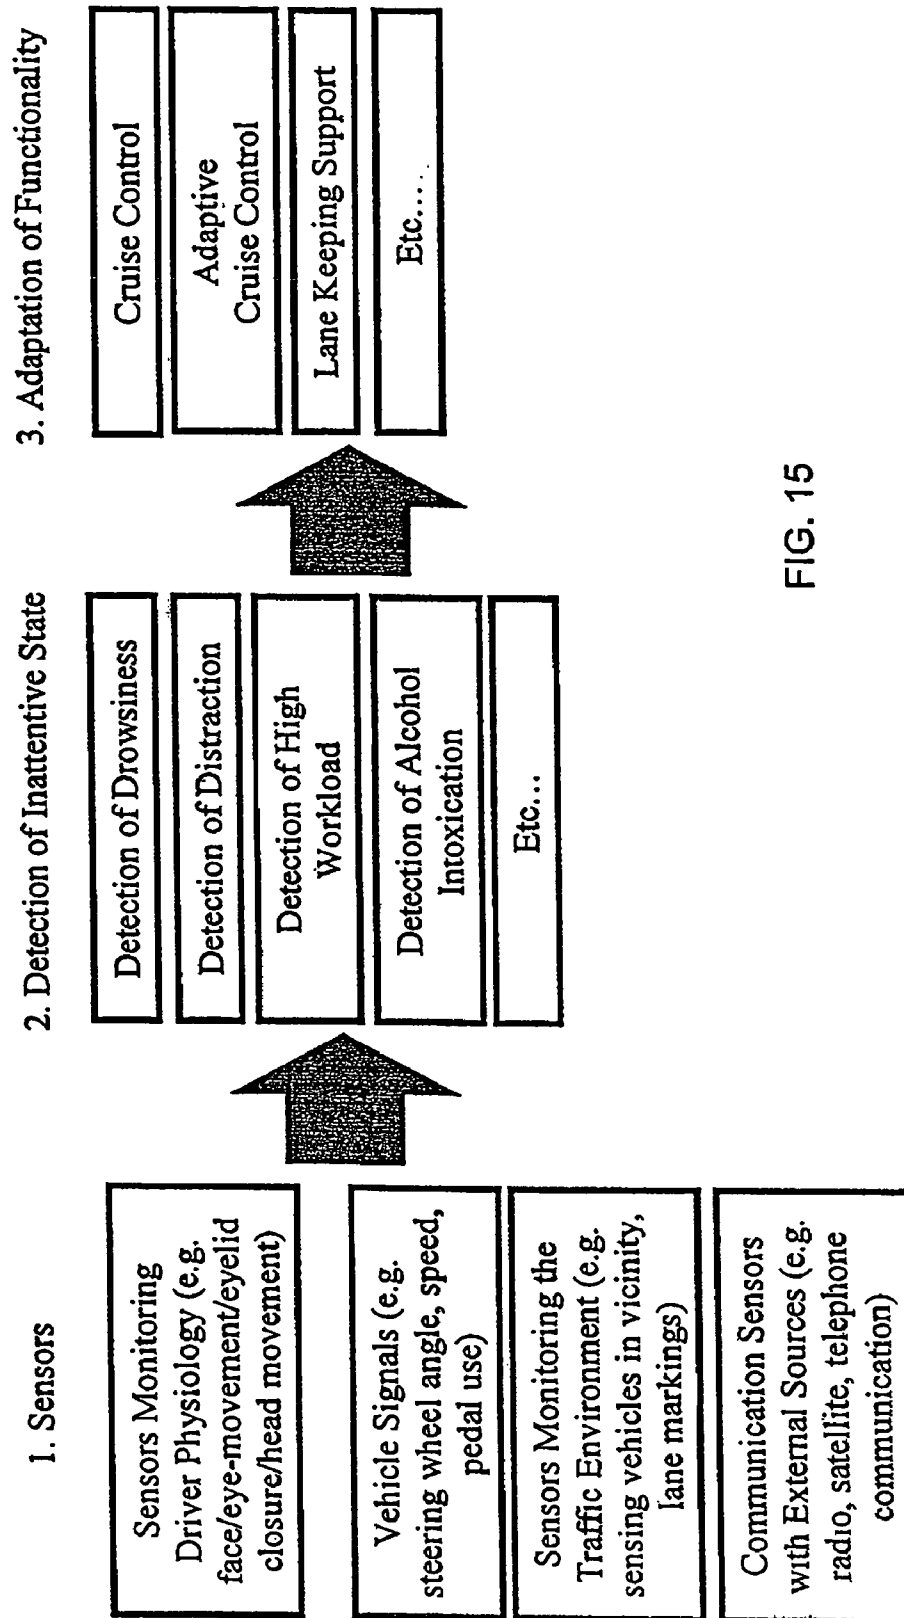 1. Sensors
Sensors Monitoring
Driver Physiology (e.g.
face/eye-movement/eyelid
closure/head movement)
Vehicle Signals (e.g.
steering wheel angle, speed,
pedal use)
Sensors Monitoring the
Traffic Environment (e.g.
sensing vehicles in vicinity,
lane markings)
Communication Sensors
with External Sources (e.g.
radio, satellite, telephone
communication)
2. Detection of Inattentive State
Detection of Drowsiness
Detection of Distraction
Detection of High
Workload
Detection of Alcohol
Intoxication
Etc...
3. Adaptation of Functionality
Cruise Control
Adaptive
Cruise Control
Lane Keeping Support
Etc....
FIG. 15